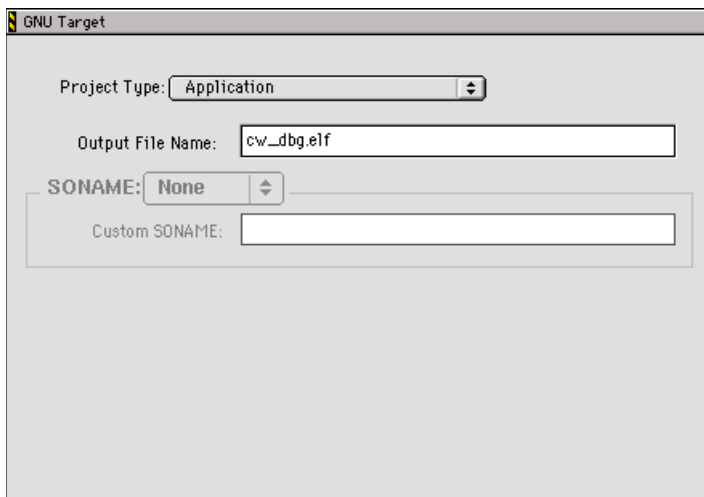 GNU Target
Project Type: Application
Output File Name: cw_dbg.elf
SONAME: None
Custom SONAME: